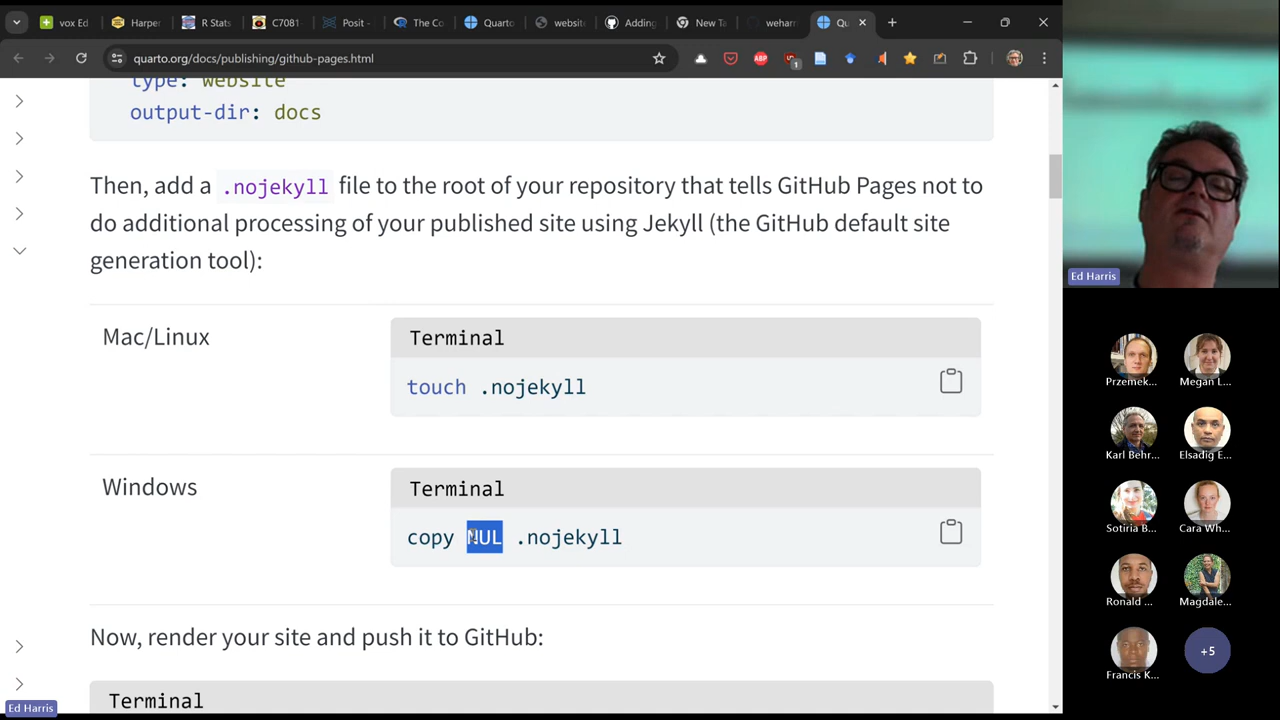 vox Ed
Harper
R Stats
C7081
Posit -
The Co
Quarto
website
Adding
New Ta
weharn
Qu
quarto.org/docs/publishing/github-pages.html
1
type: website
output-dir: docs
Then, add a .nojekyll file to the root of your repository that tells GitHub Pages not to
do additional processing of your published site using Jekyll (the GitHub default site
generation tool):
Mac/Linux
Terminal
touch .nojekyll
Windows
Terminal
copy NUL .nojekyll
Now, render your site and push it to GitHub:
Terminal
Ed Harris
Ed Harris
Przemek...
Megan L...
Karl Behr...
Elsadig E...
Sotiria B...
Cara Wh...
Ronald ...
Magdale...
Francis K...
+5